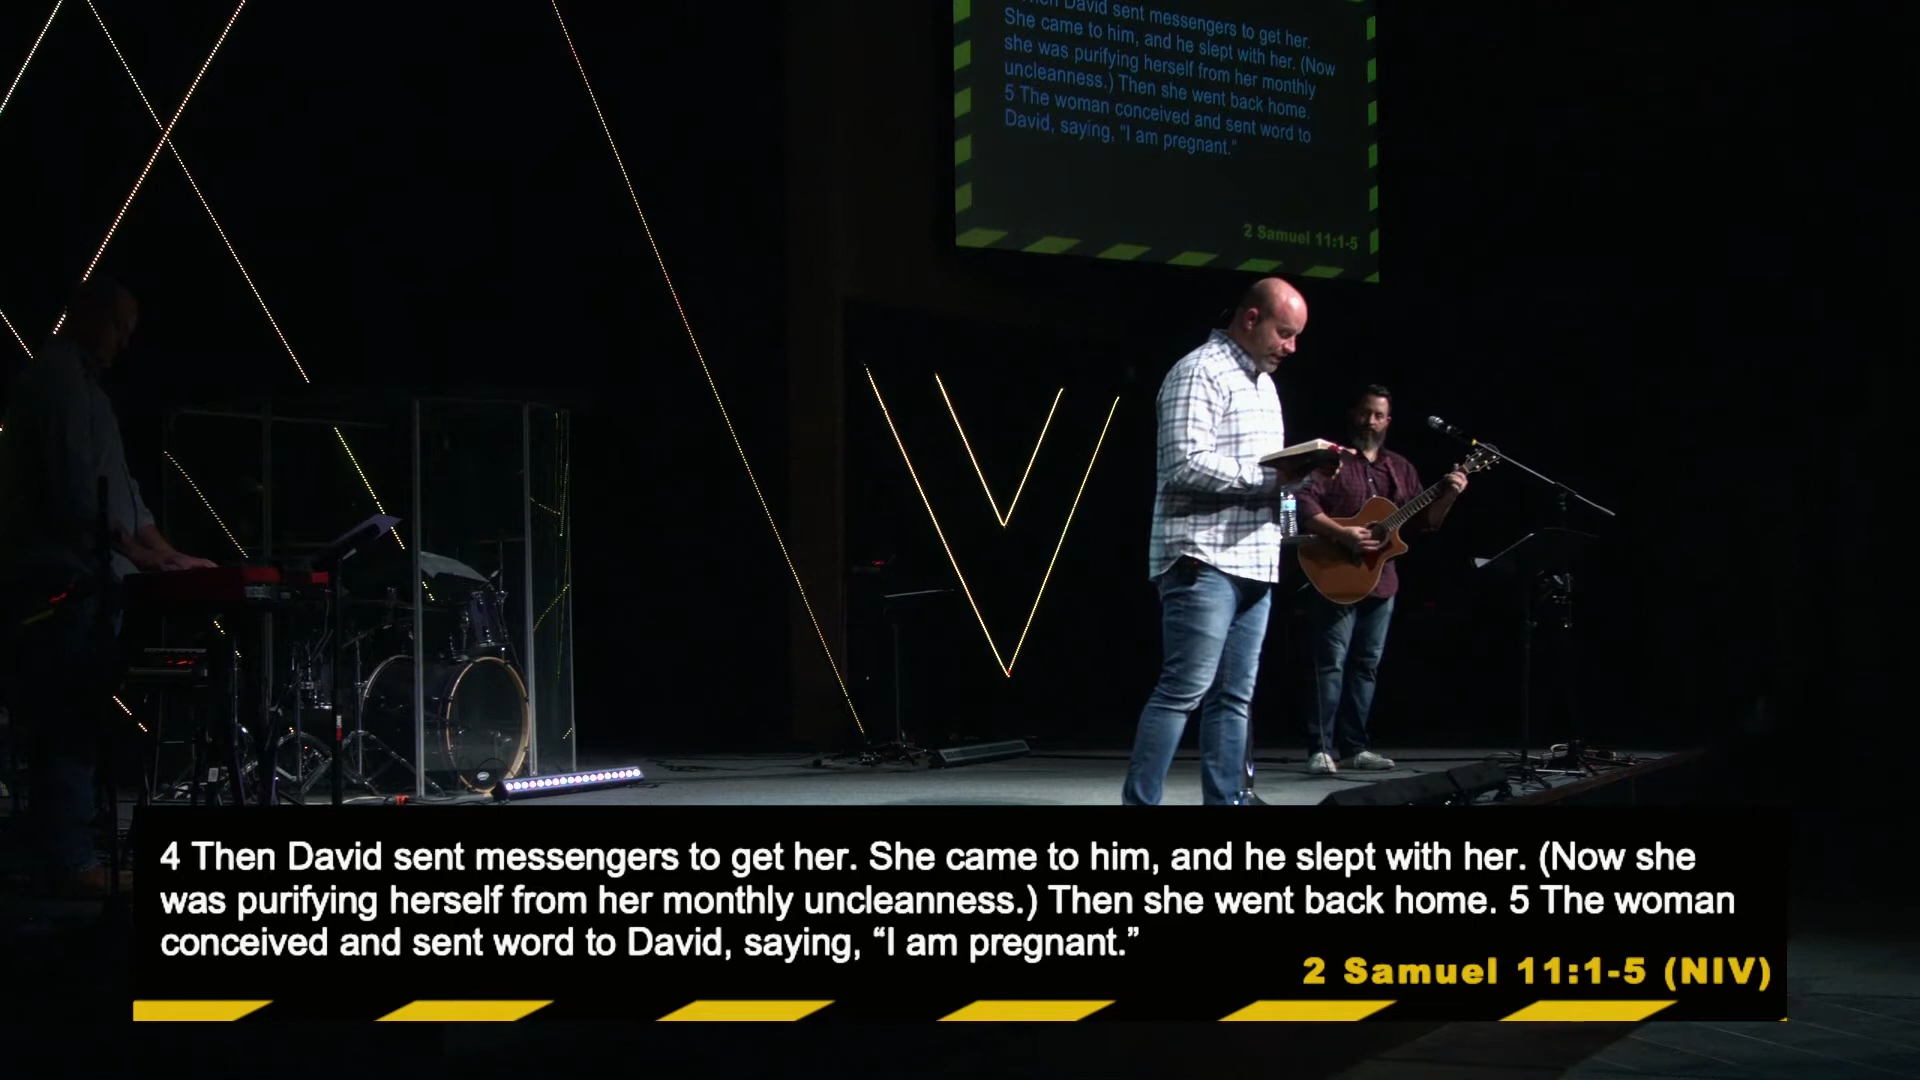 Then David sent messengers to get her.
She came to him, and he slept with her. (Now
she was purifying herself from her monthly
uncleanness.) Then she went back home.
5 The woman conceived and sent word to
David, saying, “I am pregnant.”
2 Samuel 11:1-5
4 Then David sent messengers to get her. She came to him, and he slept with her. (Now she
was purifying herself from her monthly uncleanness.) Then she went back home. 5 The woman
conceived and sent word to David, saying, “I am pregnant.”
2 Samuel 11:1-5 (NIV)